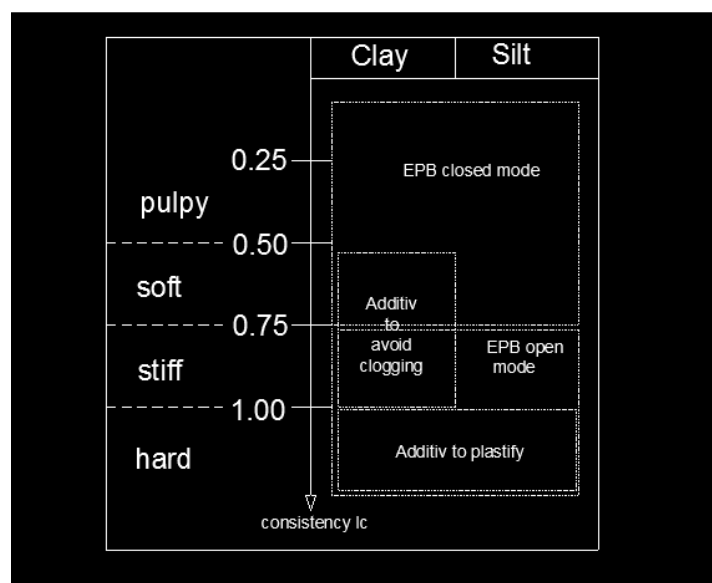 Clay Silt
0.25
EPB closed mode
pulpy
0.50
soft
Additiv
to
avoid
clogging
0.75
EPB open
mode
stiff
1.00
hard
Additiv to plastify
consistency Ic